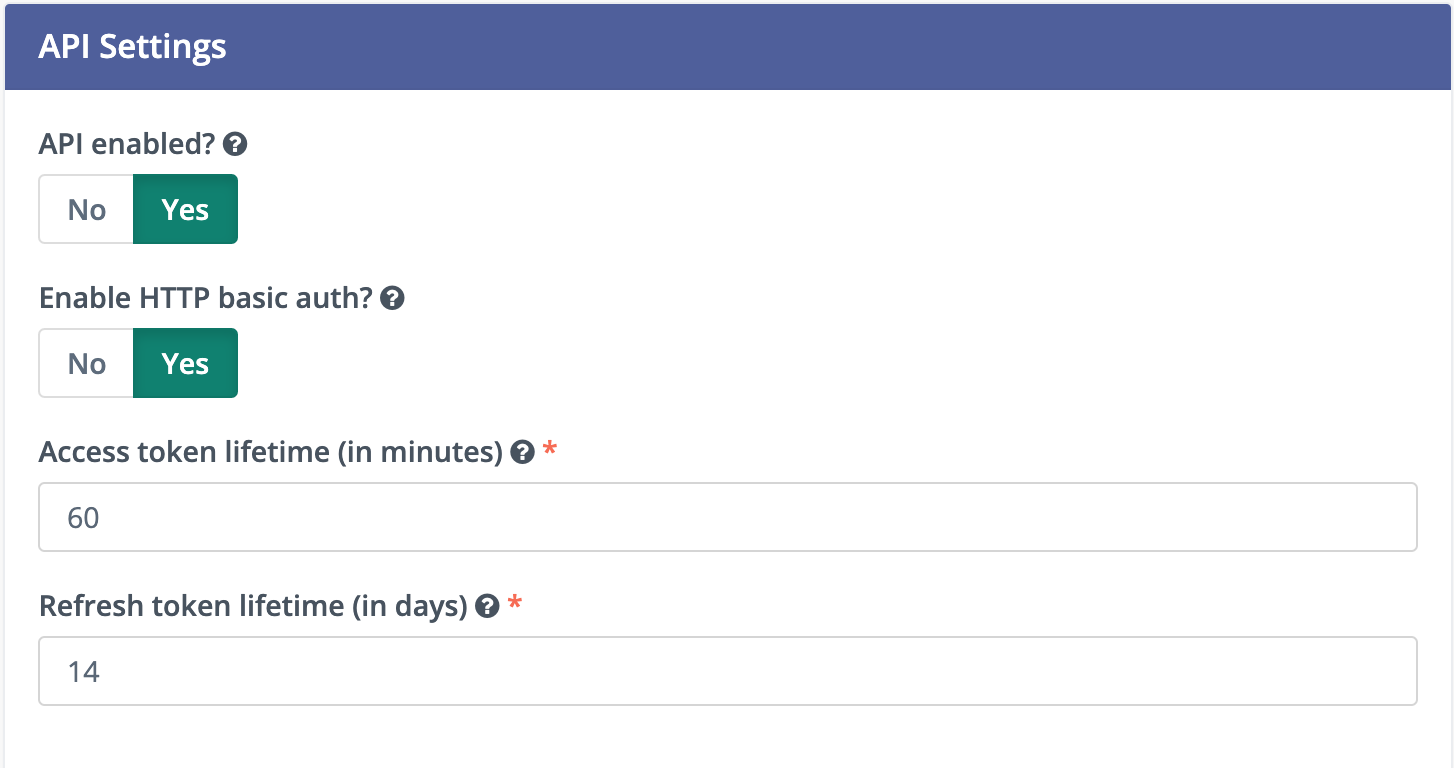 API Settings
API enabled? ?
No Yes
Enable HTTP basic auth? ?
No Yes
Access token lifetime (in minutes) ? *
60
Refresh token lifetime (in days) ? *
14